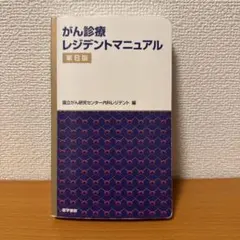 がん診療
レジデントマニュアル
第8版
国立がん研究センター内科レジデント 編
医学書院